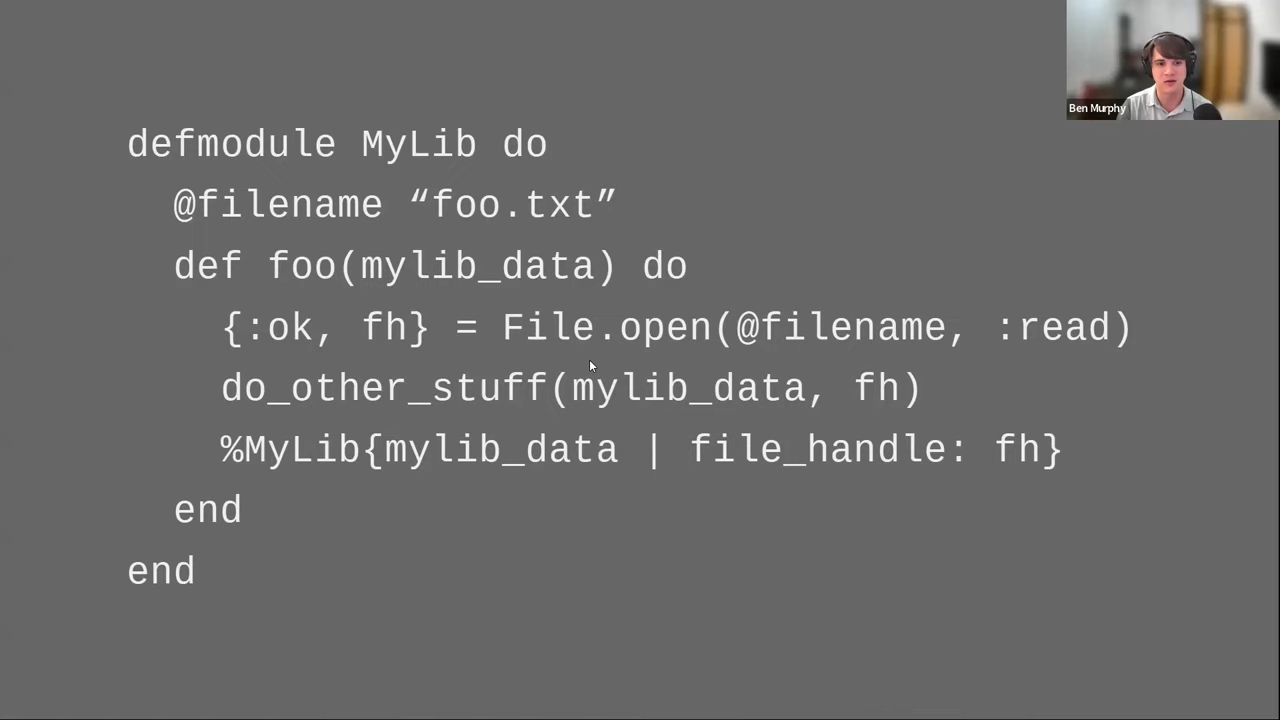 Ben Murphy
defmodule MyLib do
@filename “foo.txt”
def foo(mylib_data) do
{:ok, fh} = File.open(@filename, :read)
do_other_stuff(mylib_data, fh)
%MyLib{mylib_data | file_handle: fh}
end
end